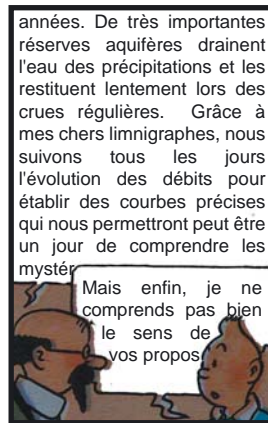 années. De très importantes
réserves aquifères drainent
l'eau des précipitations et les
restituent lentement lors des
crues régulières. Grâce à
mes chers limnigraphes, nous
suivons tous les jours
l'évolution des débits pour
établir des courbes précises
qui nous permettront peut être
un jour de comprendre les
mystér
Mais enfin, je ne
comprends pas bien
le sens de
vos propos